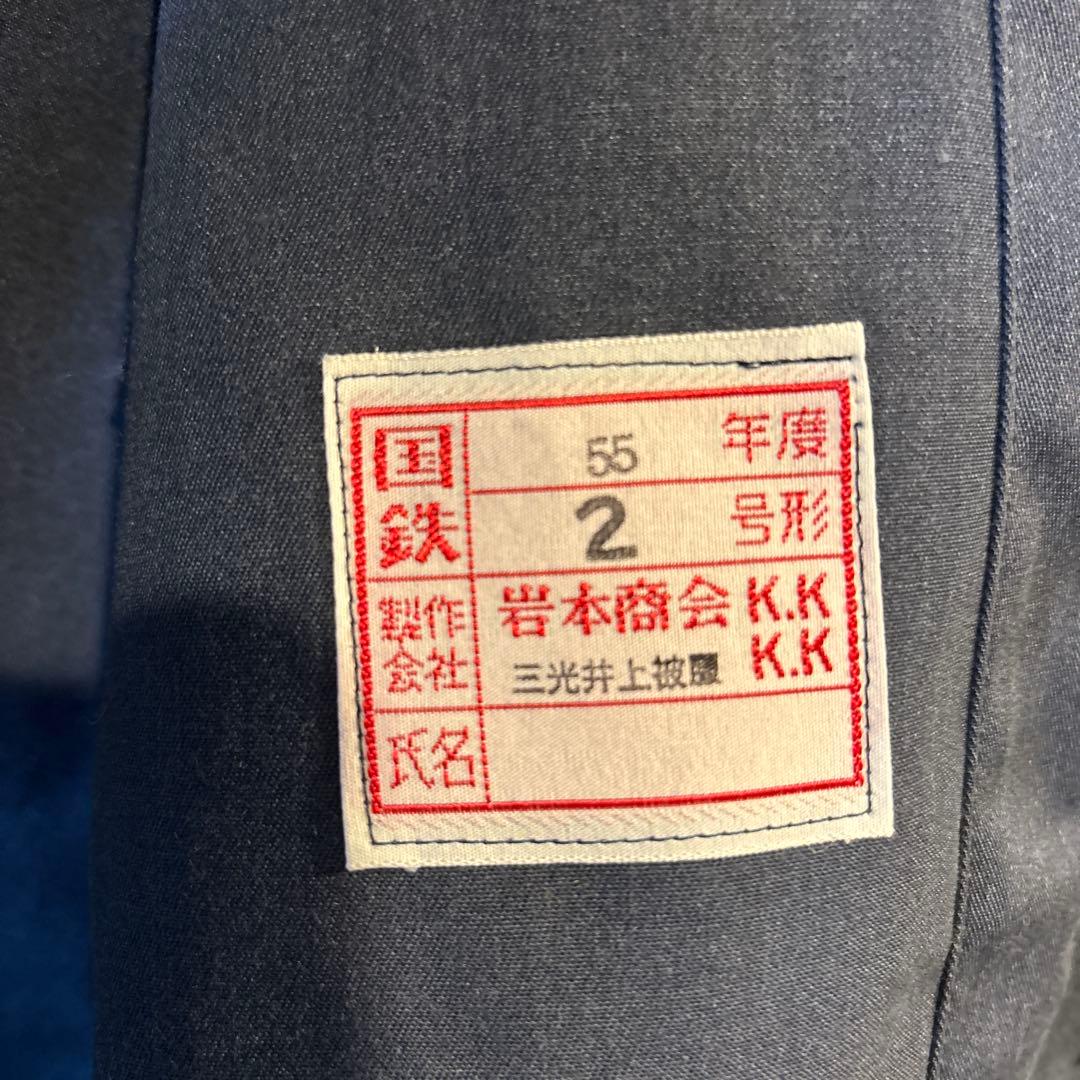 国鉄
55 年度
2 号形
製作会社
岩本商会 K.K
三光井上被服 K.K
氏名